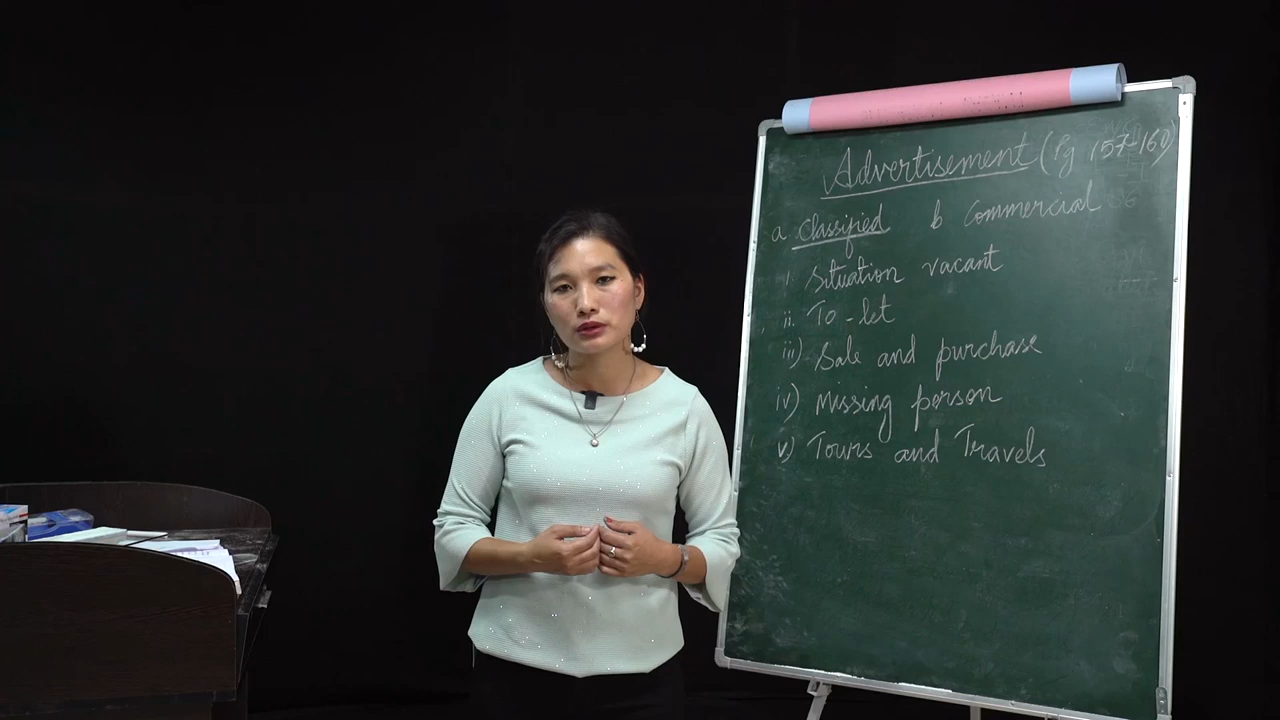 Advertisement (Pg 157-160)
a Classified b Commercial
i. Situation vacant
ii. To-let
iii) Sale and purchase
iv) Missing person
v) Tours and Travels